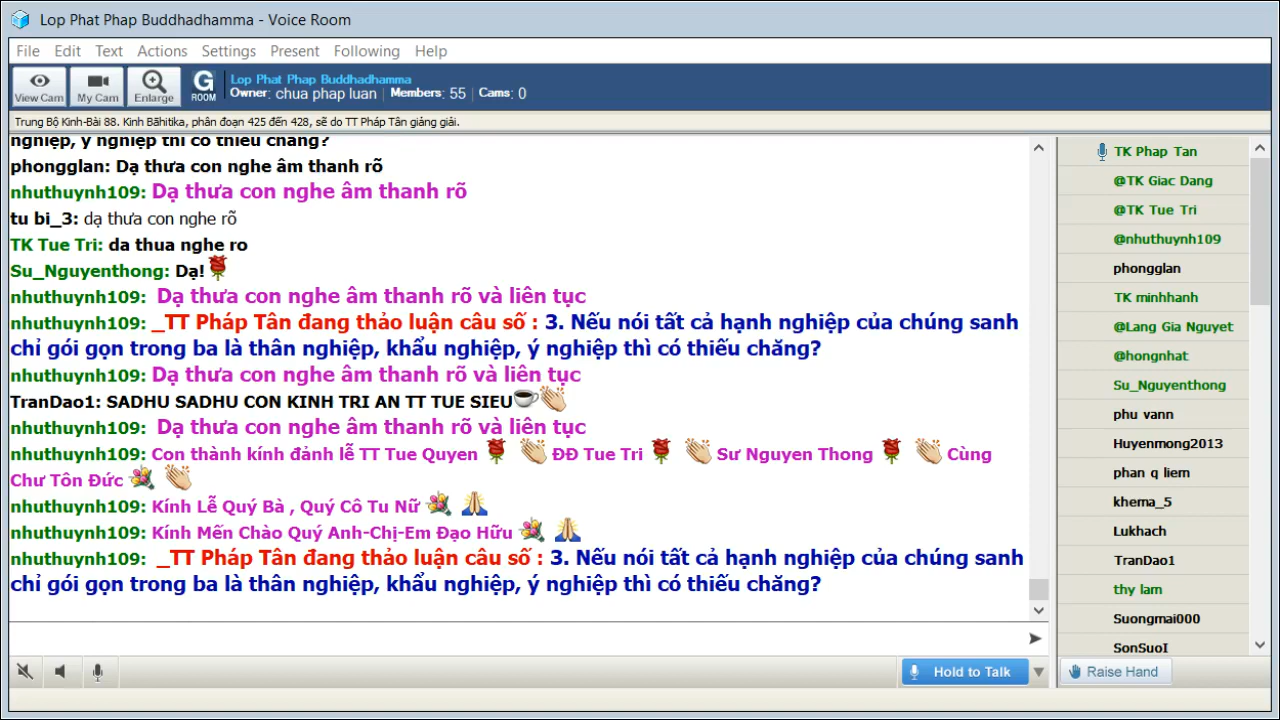 Lop Phat Phap Buddhadhamma - Voice Room
File Edit Text Actions Settings Present Following Help
View Cam My Cam Enlarge G ROOM
Lop Phat Phap Buddhadhamma
Owner: chua phap luan | Members: 55 | Cams: 0
Trung Bộ Kinh-Bài 88. Kinh Bāhitika, phân đoạn 425 đến 428, sẽ do TT Pháp Tân giảng giải.
nghiệp, ý nghiệp thì có thiếu chăng?
phongglan: Dạ thưa con nghe âm thanh rõ
nhuthuynh109: Dạ thưa con nghe âm thanh rõ
tu bi_3: dạ thưa con nghe rõ
TK Tue Tri: da thua nghe ro
Su_Nguyenthong: Dạ!
nhuthuynh109: Dạ thưa con nghe âm thanh rõ và liên tục
nhuthuynh109: _TT Pháp Tân đang thảo luận câu số : 3. Nếu nói tất cả hạnh nghiệp của chúng sanh
chỉ gói gọn trong ba là thân nghiệp, khẩu nghiệp, ý nghiệp thì có thiếu chăng?
nhuthuynh109: Dạ thưa con nghe âm thanh rõ và liên tục
TranDao1: SADHU SADHU CON KINH TRI AN TT TUE SIEU
nhuthuynh109: Dạ thưa con nghe âm thanh rõ và liên tục
nhuthuynh109: Con thành kính đảnh lễ TT Tue Quyen ĐĐ Tue Tri Sư Nguyen Thong Cùng
Chư Tôn Đức
nhuthuynh109: Kính Lễ Quý Bà , Quý Cô Tu Nữ
nhuthuynh109: Kính Mến Chào Quý Anh-Chị-Em Đạo Hữu
nhuthuynh109: _TT Pháp Tân đang thảo luận câu số : 3. Nếu nói tất cả hạnh nghiệp của chúng sanh
chỉ gói gọn trong ba là thân nghiệp, khẩu nghiệp, ý nghiệp thì có thiếu chăng?
TK Phap Tan
@TK Giac Dang
@TK Tue Tri
@nhuthuynh109
phongglan
TK minhhanh
@Lang Gia Nguyet
@hongnhat
Su_Nguyenthong
phu vann
Huyenmong2013
phan q liem
khema_5
Lukhach
TranDao1
thy lam
Suongmai000
SonSuoI
Hold to Talk
Raise Hand